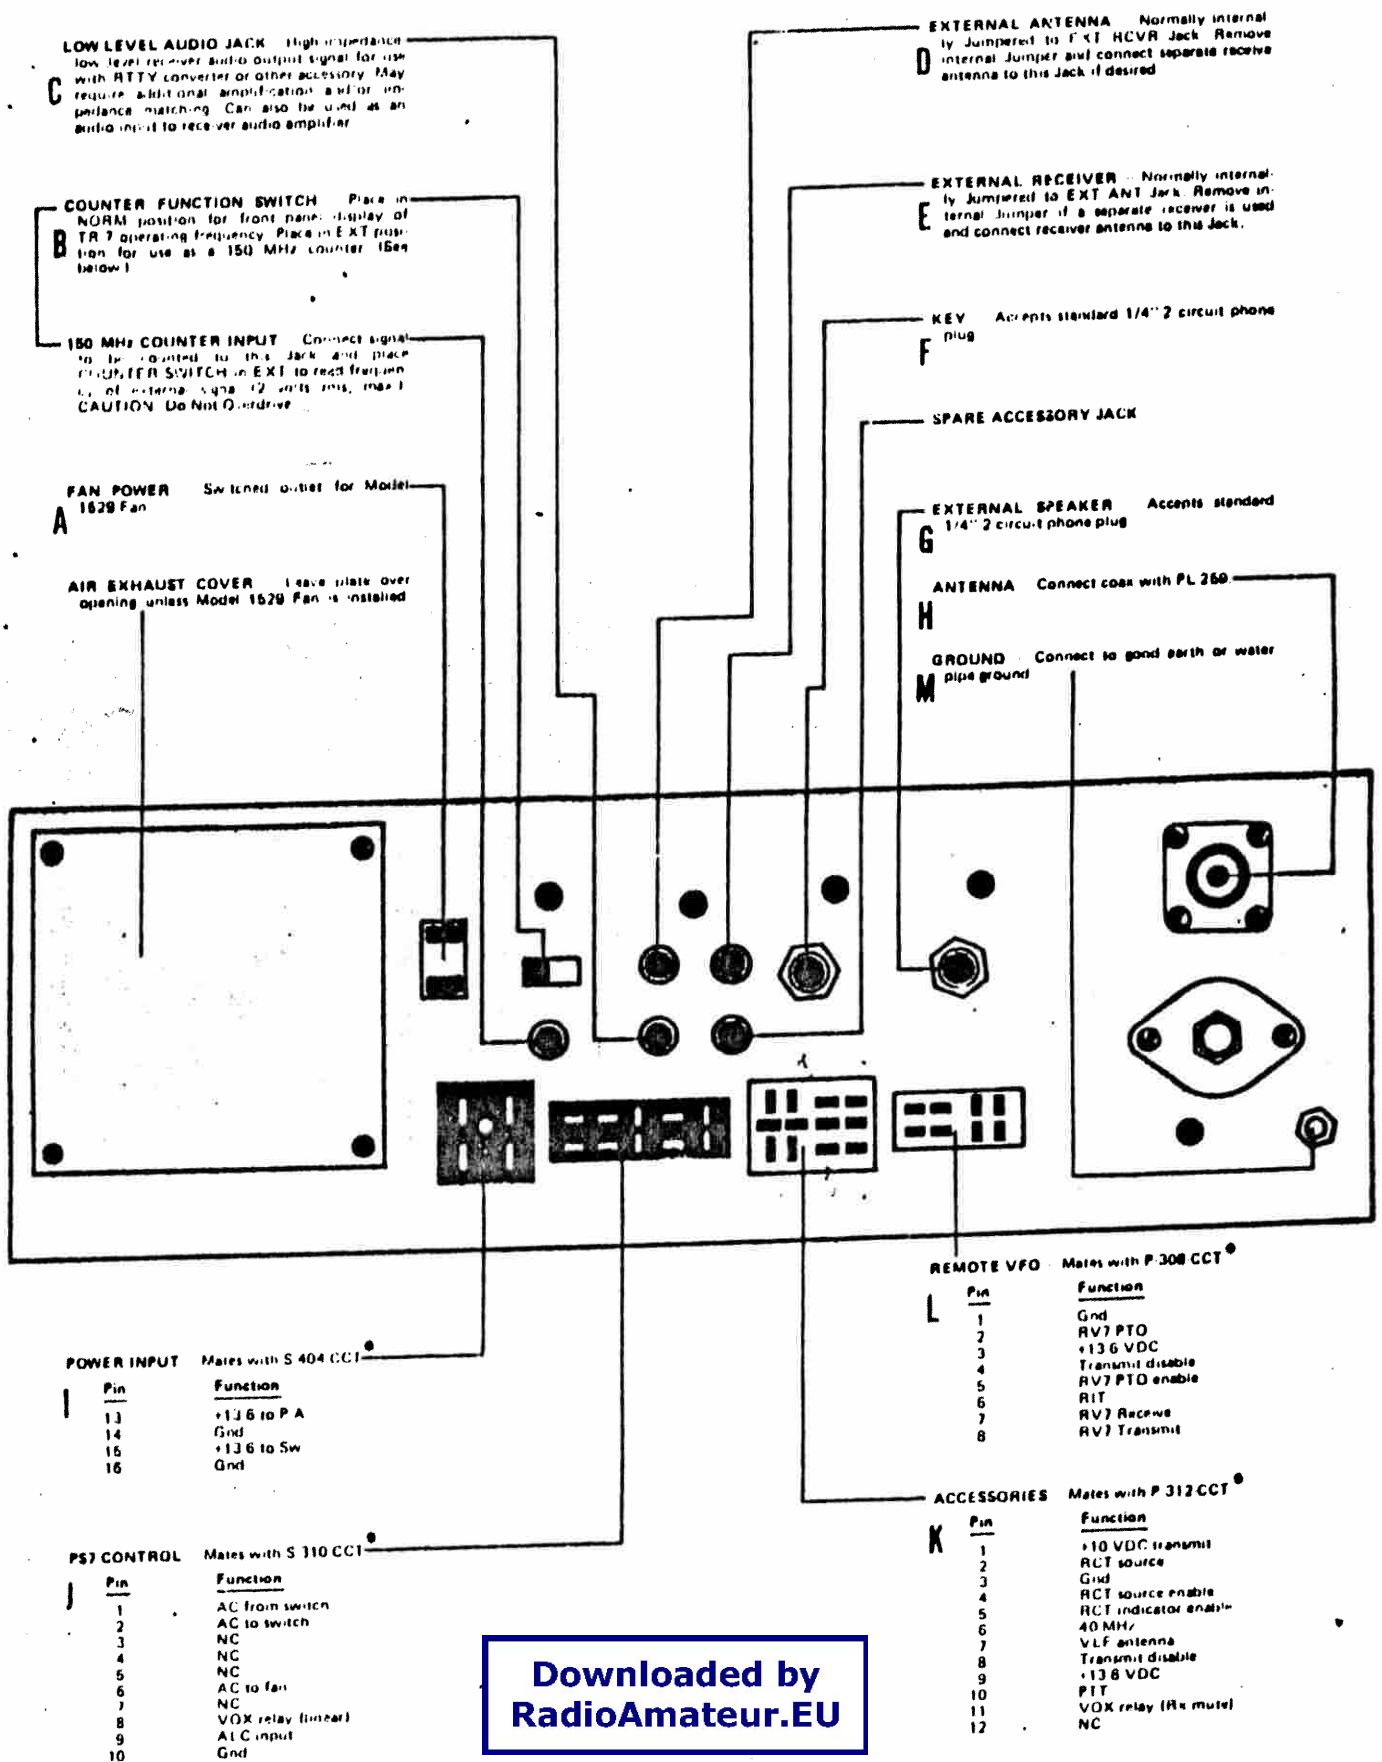 LOW LEVEL AUDIO JACK High impedance
low level receiver audio output signal for use
C
with RTTY converter or other accessory May
require additional amplification and/or im-
pedance matching. Can also be used as an
audio input to receiver audio amplifier
COUNTER FUNCTION SWITCH Place in
NORM position for front panel display of
B
TR 7 operating frequency Place in EXT posi-
tion for use as a 150 MHz counter (See
below)
150 MHz COUNTER INPUT Connect signal
to be counted to this Jack and place
COUNTER SWITCH in EXT to read frequen
cy of external signal (2 volts rms, max)
CAUTION Do Not Overdrive
FAN POWER Switched outlet for Model
A
1529 Fan
AIR EXHAUST COVER Leave plate over
opening unless Model 1529 Fan is installed
EXTERNAL ANTENNA Normally internal
ly Jumpered to EXT RCVR Jack Remove
D
internal Jumper and connect separate receive
antenna to this Jack if desired
EXTERNAL RECEIVER Normally internal-
ly Jumpered to EXT ANT Jack Remove in-
E
ternal Jumper if a separate receiver is used
and connect receiver antenna to this Jack.
KEY Accepts standard 1/4" 2 circuit phone
F
plug
SPARE ACCESSORY JACK
EXTERNAL SPEAKER Accepts standard
G
1/4" 2 circuit phone plug
ANTENNA Connect coax with PL 259.
H
GROUND Connect to good earth or water
M
pipe ground
POWER INPUT Mates with S 404 CCT
I
Pin Function
13 +13 6 to P A
14 Gnd
15 +13 6 to Sw
16 Gnd
PS7 CONTROL Mates with S 310 CCT
J
Pin Function
1 AC from switch
2 AC to switch
3 NC
4 NC
5 NC
6 AC to fan
7 NC
8 VOX relay (linear)
9 ALC input
10 Gnd
REMOTE VFO Mates with P 308 CCT
L
Pin Function
1 Gnd
2 RV7 PTO
3 +13 6 VDC
4 Transmit disable
5 RV7 PTO enable
6 RIT
7 RV7 Receive
8 RV7 Transmit
ACCESSORIES Mates with P 312 CCT
K
Pin Function
1 +10 VDC transmit
2 RCT source
3 Gnd
4 RCT source enable
5 RCT indicator enable
6 40 MHz
7 VLF antenna
8 Transmit disable
9 +13 6 VDC
10 PTT
11 VOX relay (Rx mute)
12 NC
Downloaded by
RadioAmateur.EU